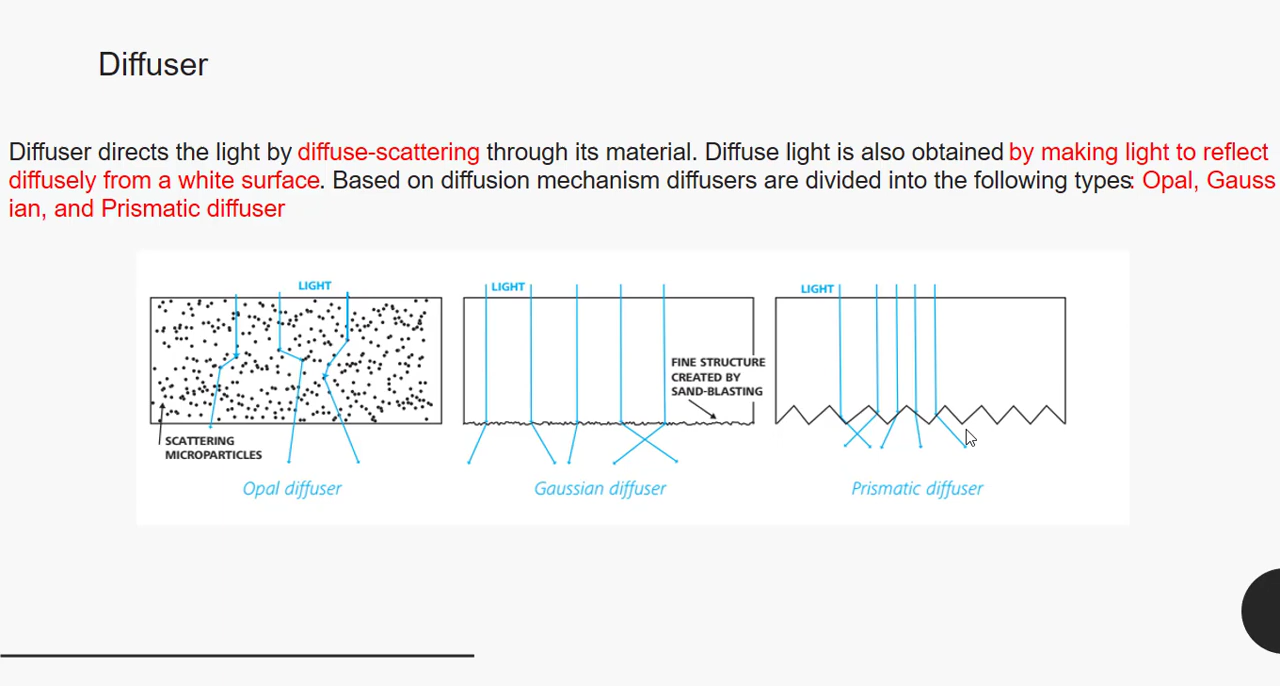 Diffuser
Diffuser directs the light by diffuse-scattering through its material. Diffuse light is also obtained by making light to reflect
diffusely from a white surface. Based on diffusion mechanism diffusers are divided into the following types: Opal, Gauss
ian, and Prismatic diffuser
LIGHT
SCATTERING
MICROPARTICLES
Opal diffuser
LIGHT
FINE STRUCTURE
CREATED BY
SAND-BLASTING
Gaussian diffuser
LIGHT
Prismatic diffuser